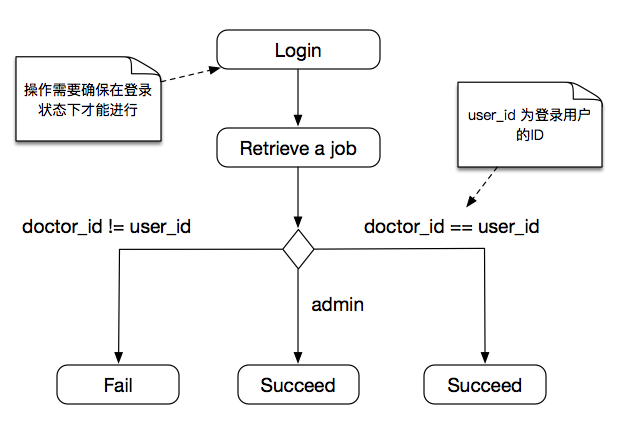 Login
操作需要确保在登录
状态下才能进行
user_id 为登录用户
的ID
Retrieve a job
doctor_id != user_id
doctor_id == user_id
admin
Fail
Succeed
Succeed